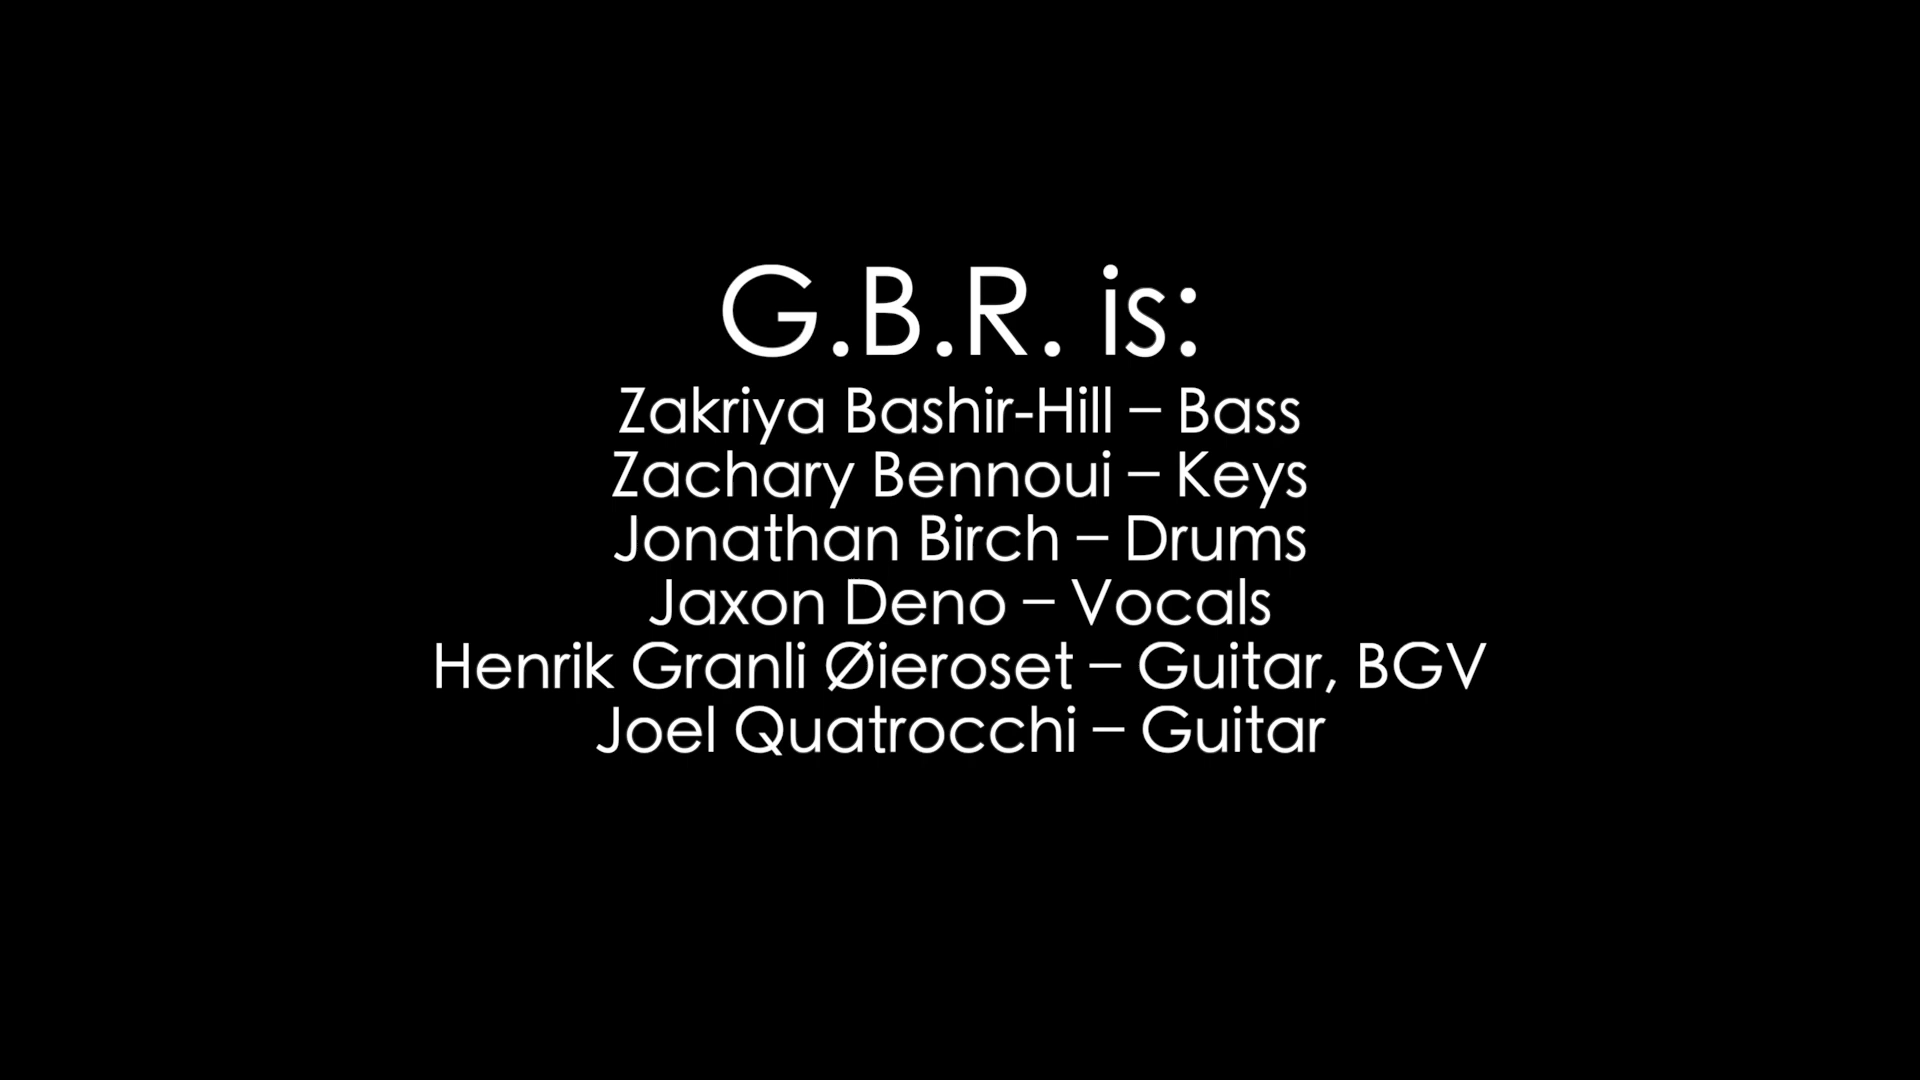 G.B.R. is:
Zakriya Bashir-Hill – Bass
Zachary Bennoui – Keys
Jonathan Birch – Drums
Jaxon Deno – Vocals
Henrik Granli Øieroset – Guitar, BGV
Joel Quatrocchi – Guitar